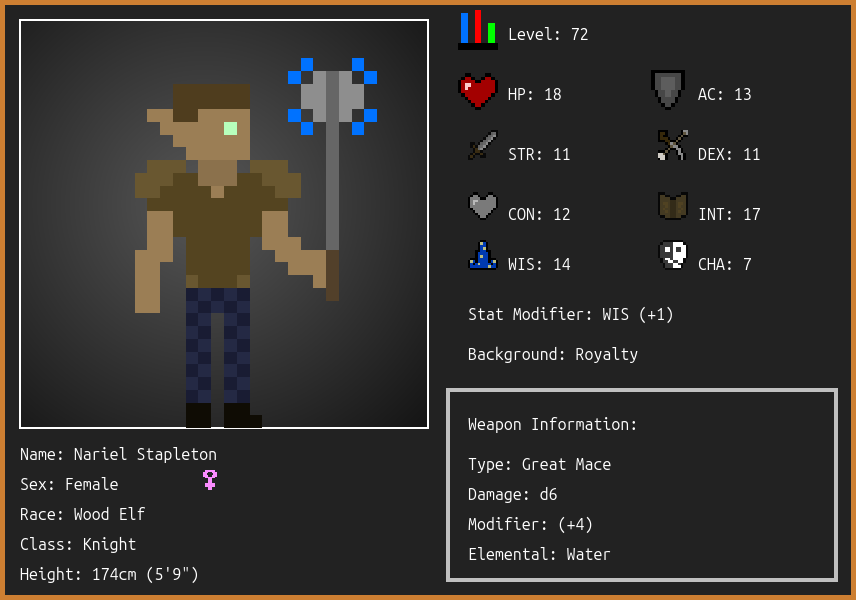 Level: 72
HP: 18
AC: 13
STR: 11
DEX: 11
CON: 12
INT: 17
WIS: 14
CHA: 7
Stat Modifier: WIS (+1)
Background: Royalty
Weapon Information:
Type: Great Mace
Damage: d6
Modifier: (+4)
Elemental: Water
Name: Nariel Stapleton
Sex: Female
Race: Wood Elf
Class: Knight
Height: 174cm (5'9")